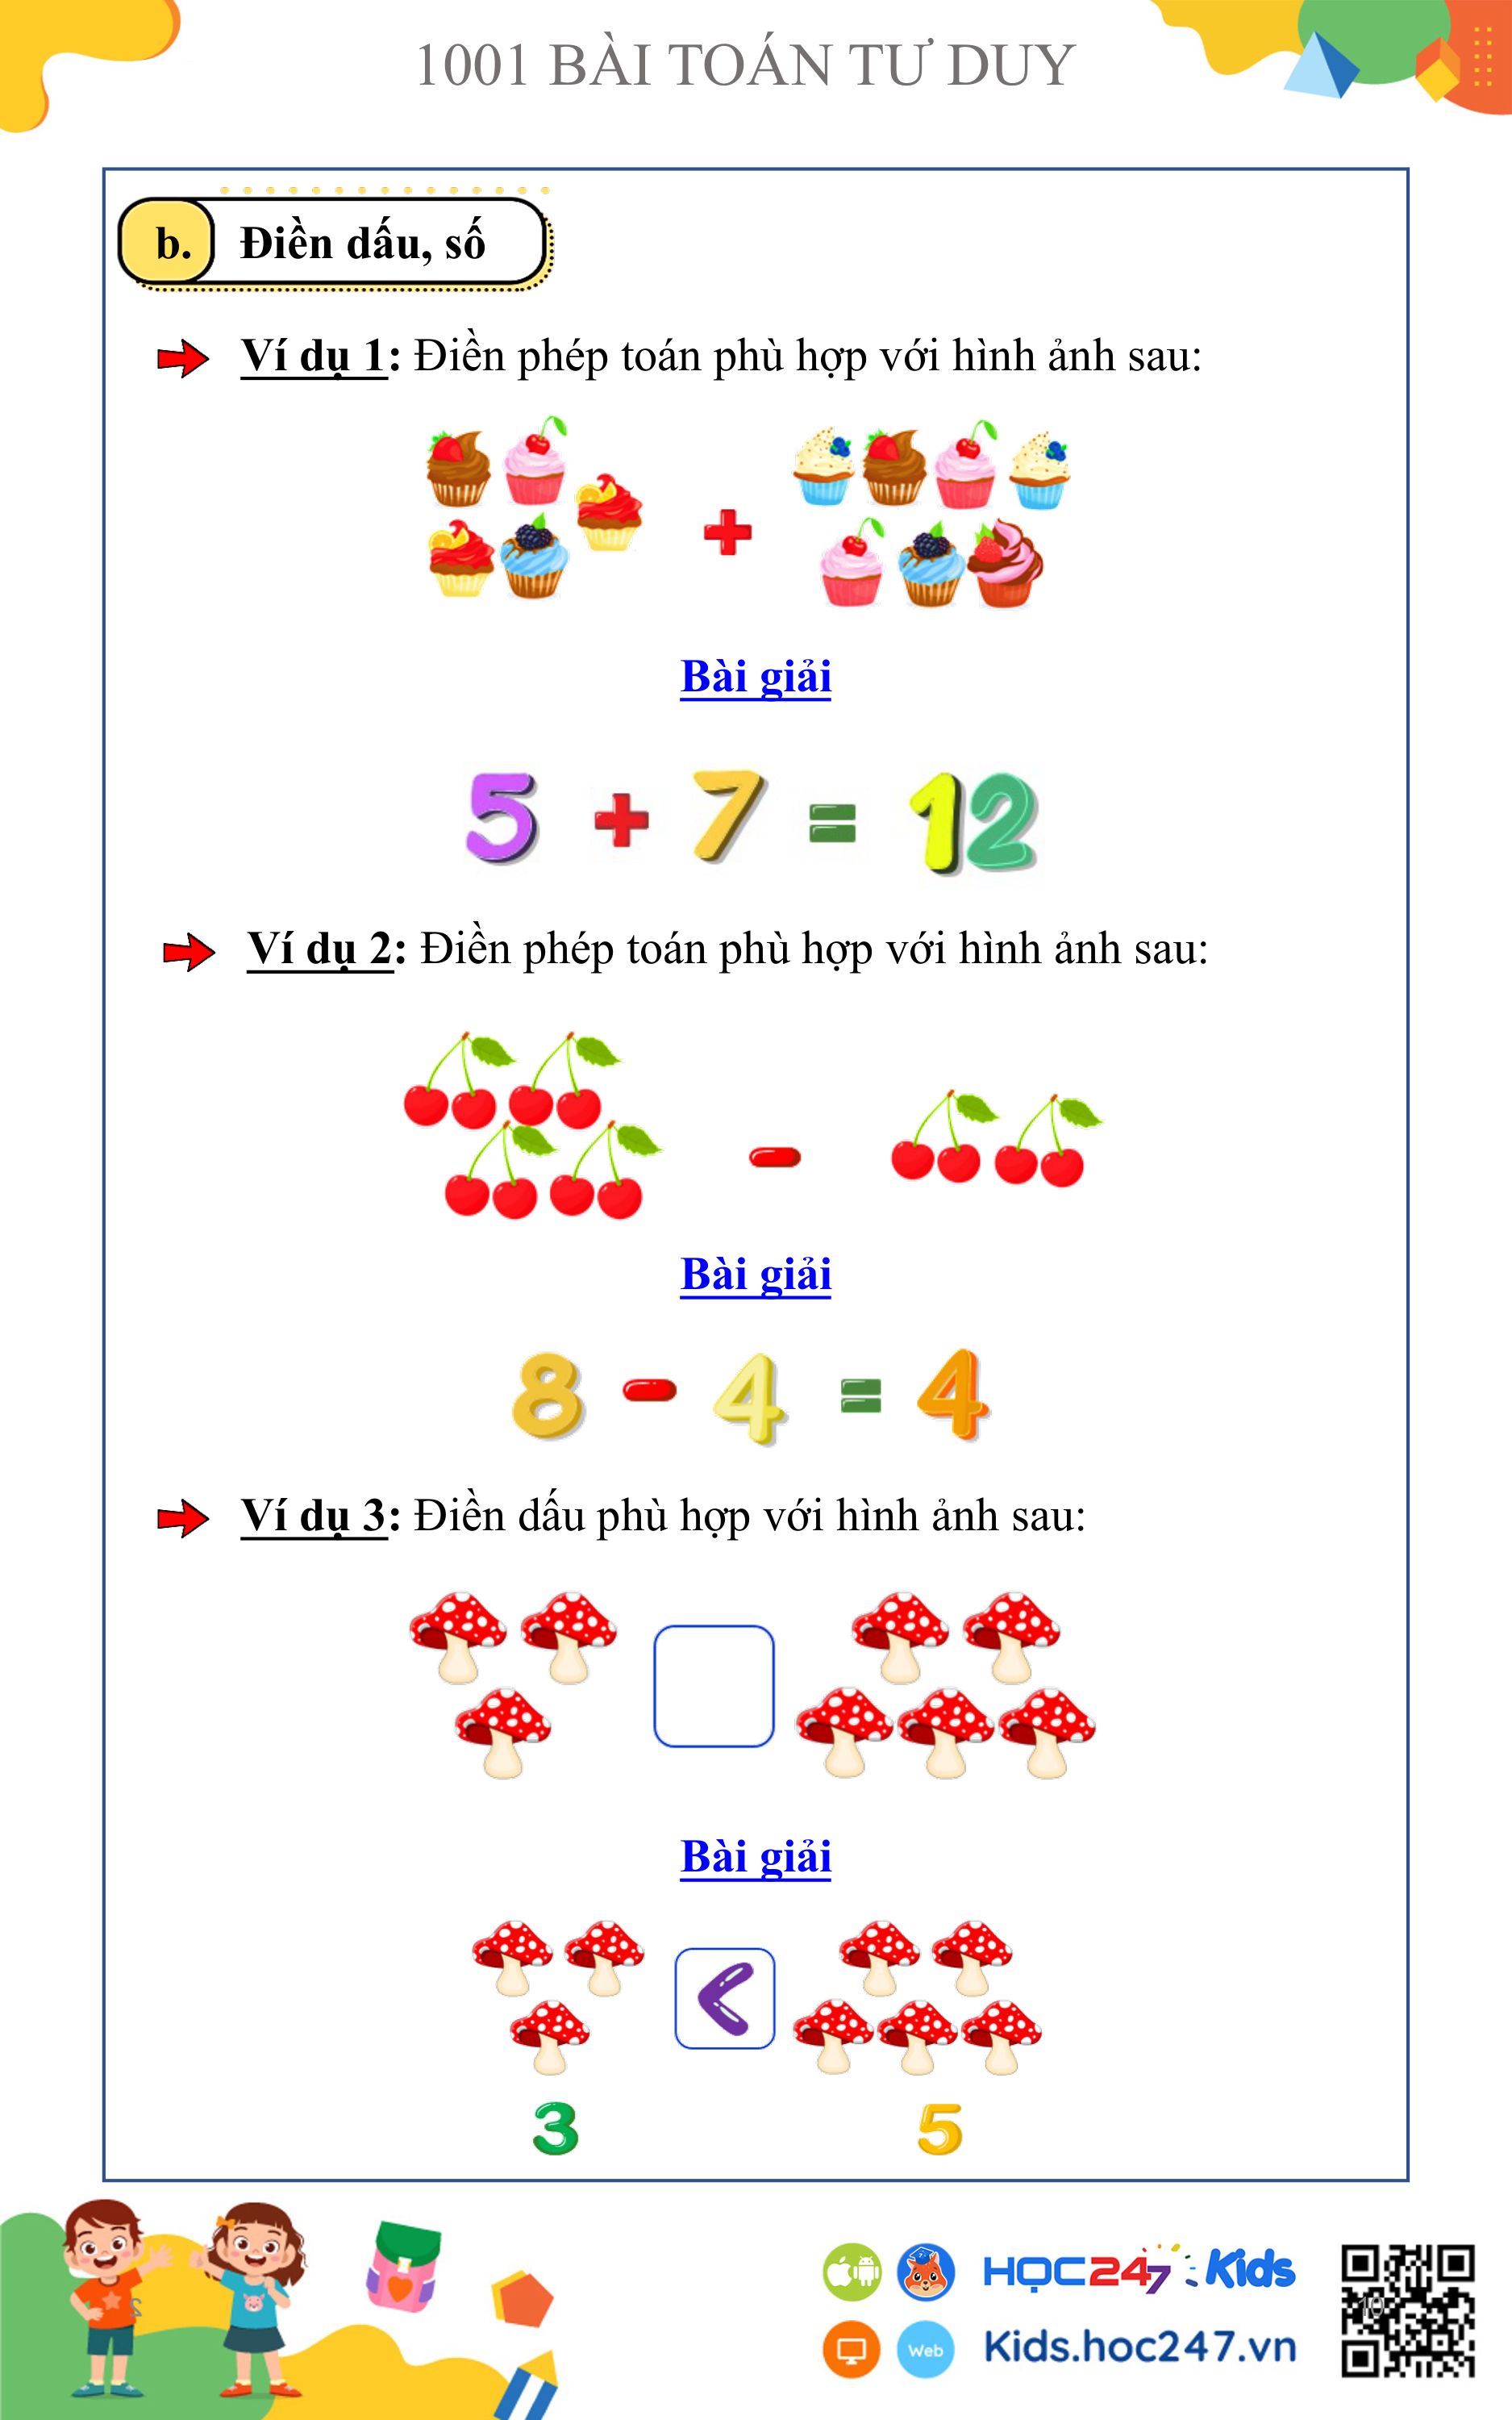 1001 BÀI TOÁN TƯ DUY
b. Điền dấu, số
Ví dụ 1: Điền phép toán phù hợp với hình ảnh sau:
+
Bài giải
5 + 7 = 12
Ví dụ 2: Điền phép toán phù hợp với hình ảnh sau:
-
Bài giải
8 - 4 = 4
Ví dụ 3: Điền dấu phù hợp với hình ảnh sau:
Bài giải
<
3 5
HỌC247 Kids
Web Kids.hoc247.vn
2
10